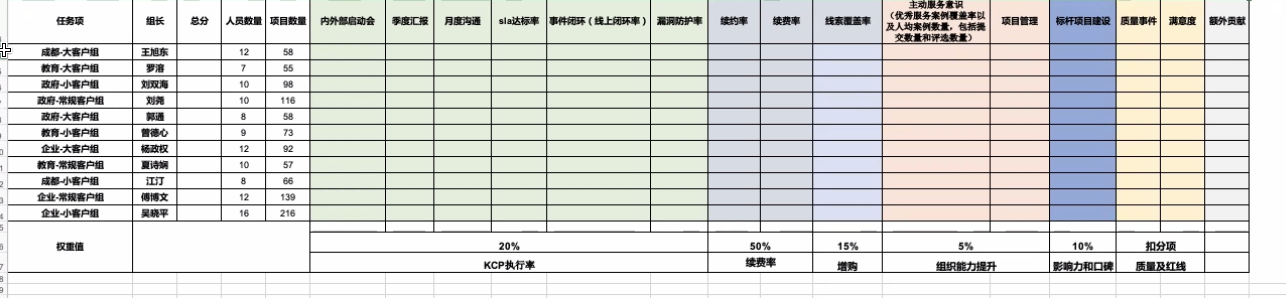 任务项 组长 总分 人员数量 项目数量 内外部启动会 季度汇报 月度沟通 sla达标率 事件闭环（线上闭环率） 漏洞防护率 续约率 续费率 线索覆盖率 主动服务意识（优秀服务案例覆盖率以及人均案例数量，包括提交数量和评选数量） 项目管理 标杆项目建设 质量事件 满意度 额外贡献
成都-大客户组 王旭东 12 58
教育-大客户组 罗溶 7 55
政府-小客户组 刘双海 10 98
政府-常规客户组 刘尧 10 116
政府-大客户组 郭通 8 58
教育-小客户组 曾德心 9 73
企业-大客户组 杨政权 12 92
教育-常规客户组 夏诗娴 10 57
成都-小客户组 江汀 8 66
企业-常规客户组 傅博文 12 139
企业-小客户组 吴晓平 16 216
权重值 20% 50% 15% 5% 10% 扣分项
KCP执行率 续费率 增购 组织能力提升 影响力和口碑 质量及红线